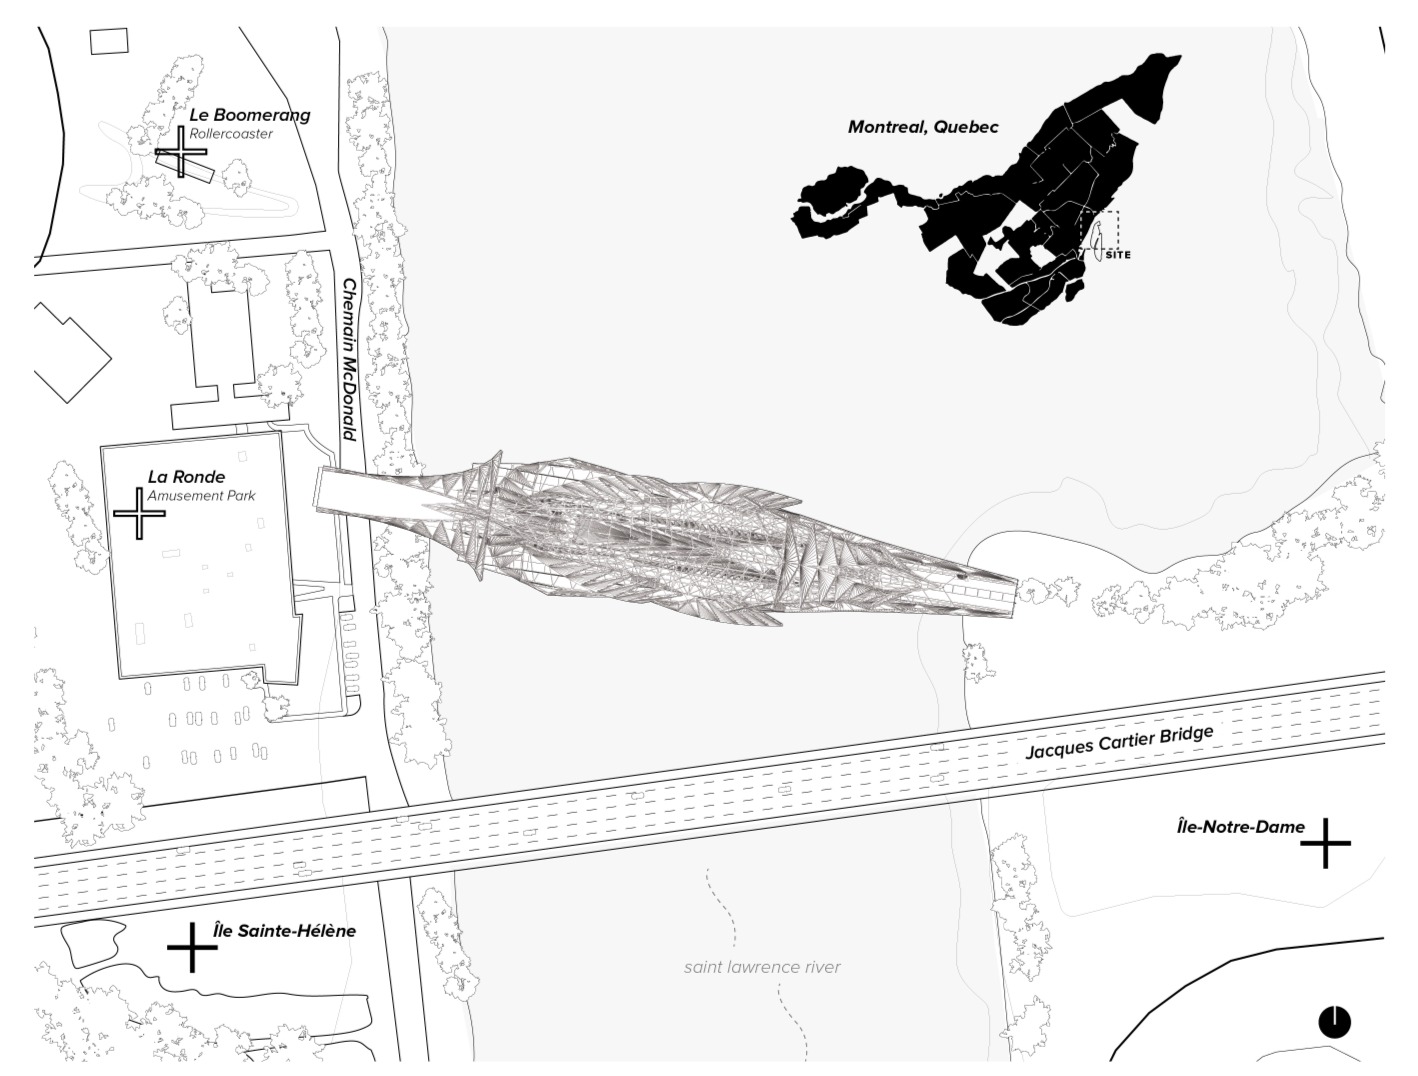 Le Boomerang
Rollercoaster
Montreal, Quebec
SITE
Chemain McDonald
La Ronde
Amusement Park
Jacques Cartier Bridge
Île-Notre-Dame
Île Sainte-Hélène
saint lawrence river